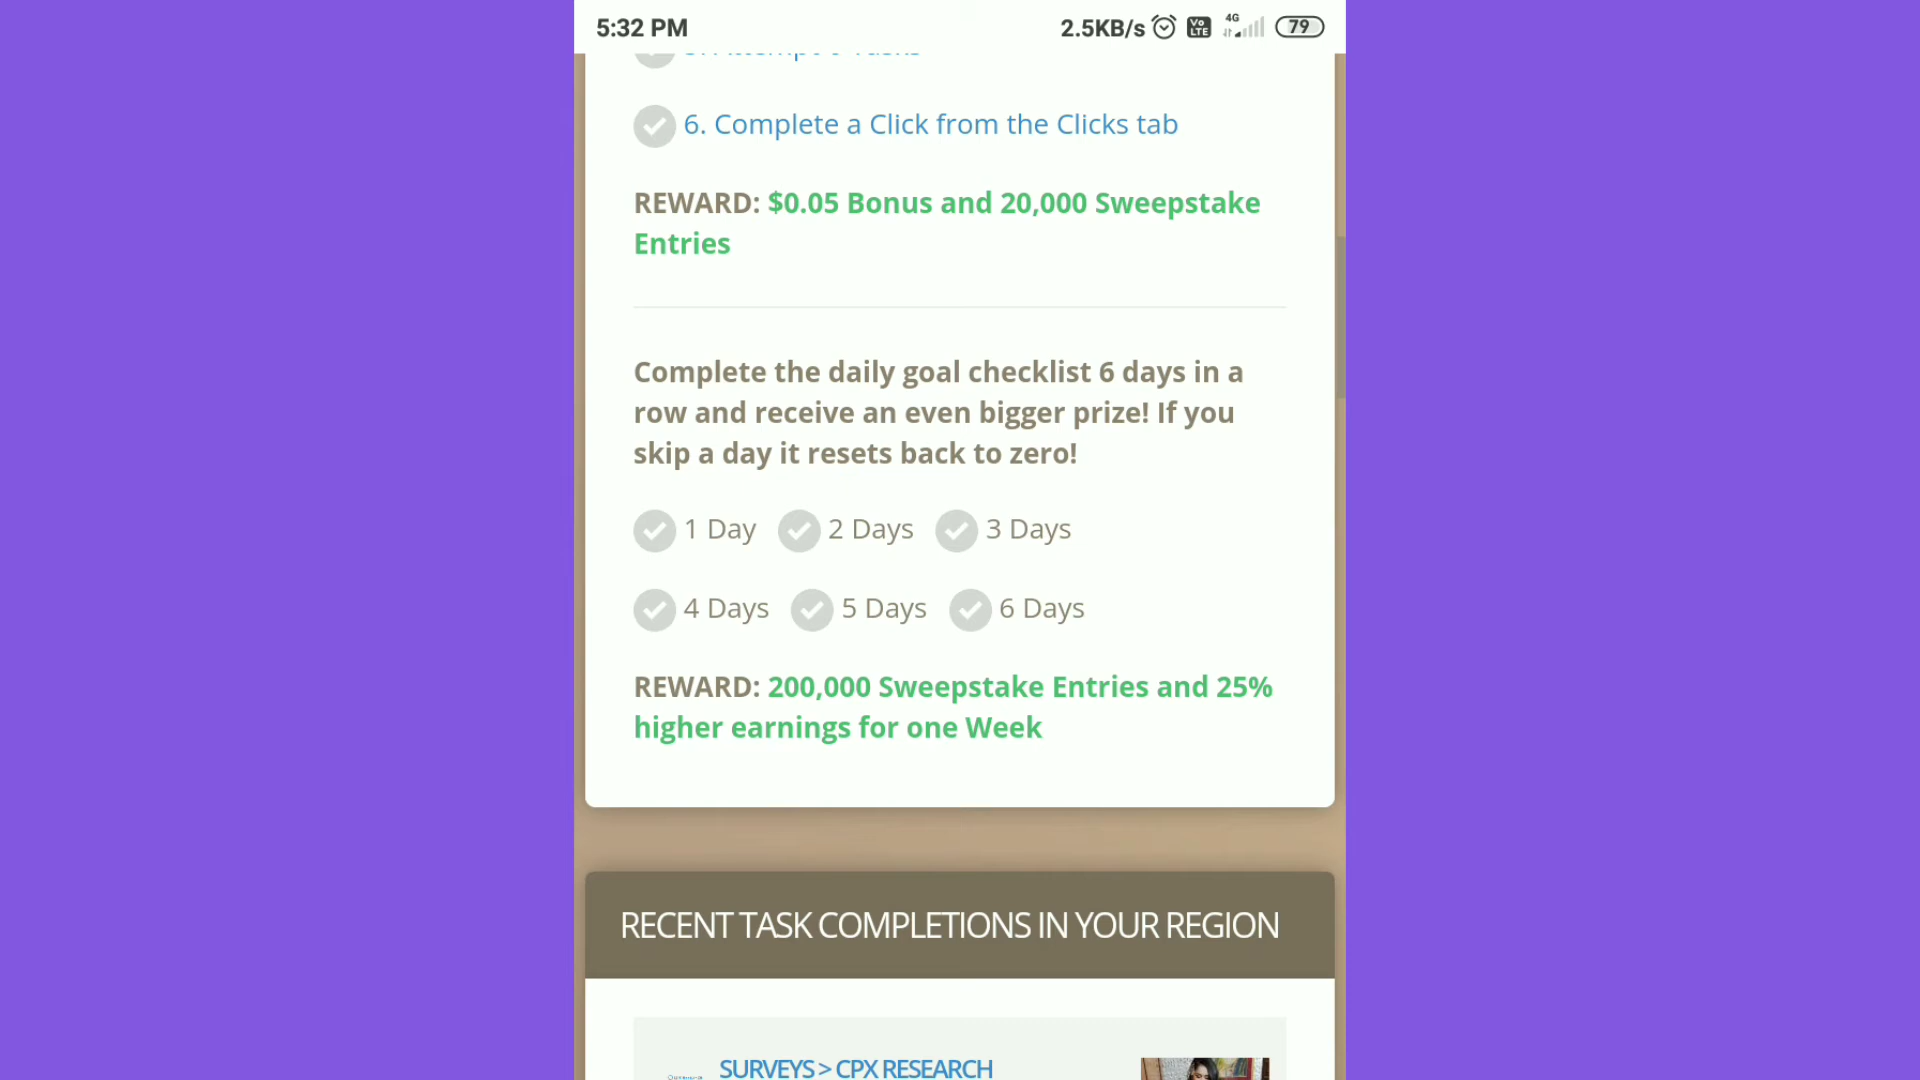 5:32 PM
2.5KB/s
Vo LTE
4G
79
6. Complete a Click from the Clicks tab
REWARD: $0.05 Bonus and 20,000 Sweepstake
Entries
Complete the daily goal checklist 6 days in a
row and receive an even bigger prize! If you
skip a day it resets back to zero!
1 Day 2 Days 3 Days
4 Days 5 Days 6 Days
REWARD: 200,000 Sweepstake Entries and 25%
higher earnings for one Week
RECENT TASK COMPLETIONS IN YOUR REGION
SURVEYS > CPX RESEARCH